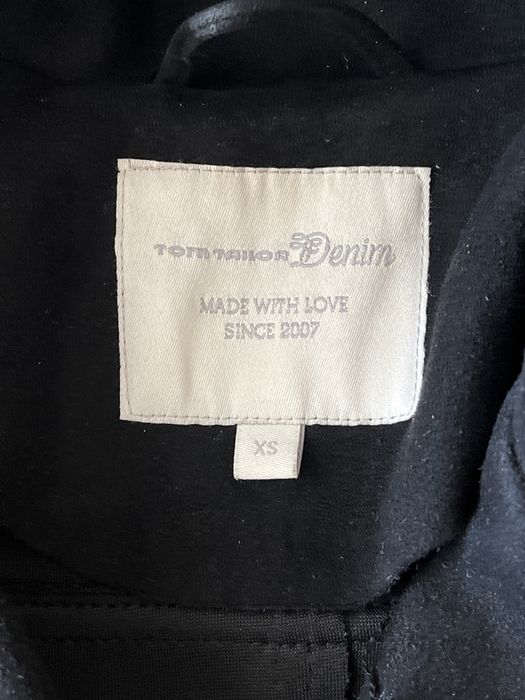 TOM TAILOR Denim
MADE WITH LOVE
SINCE 2007
XS